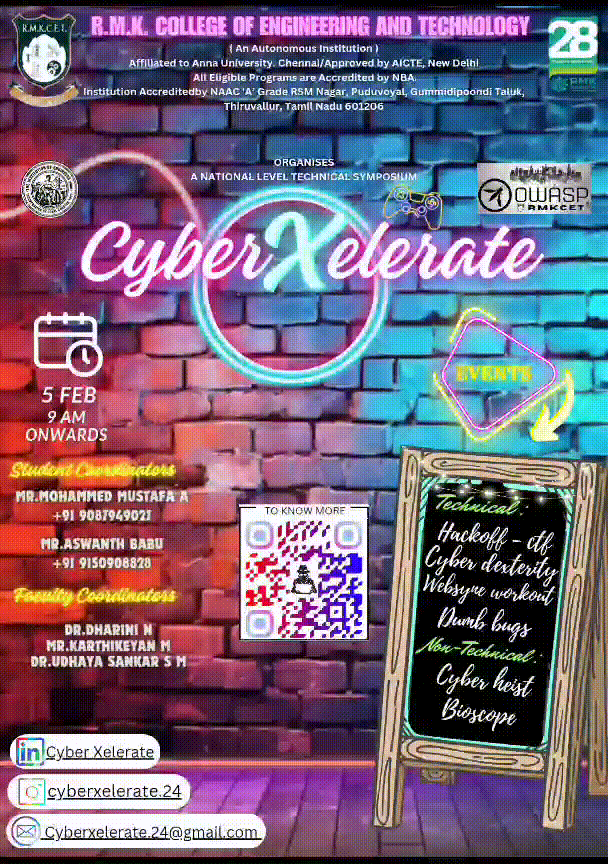 R.M.K.C.E.T.
R.M.K. COLLEGE OF ENGINEERING AND TECHNOLOGY
( An Autonomous Institution )
Affiliated to Anna University. Chennai/Approved by AICTE, New Delhi
All Eligible Programs are Accredited by NBA.
Institution Accreditedby NAAC 'A' Grade RSM Nagar, Puduvoyal, Gummidipoondi Taluk,
Thiruvallur, Tamil Nadu 601206
28
ORGANISES
A NATIONAL LEVEL TECHNICAL SYMPOSIUM
OWASP
RMKCET
CyberXelerate
5 FEB
9 AM
ONWARDS
EVENTS
Student Coordinators
MR.MOHAMMED MUSTAFA A
+91 9087949021
MR.ASWANTH BABU
+91 9150908828
Faculty Coordinators
DR.DHARINI N
MR.KARTHIKEYAN M
DR.UDHAYA SANKAR S M
TO KNOW MORE
Technical:
Hackoff - ctf
Cyber dexterity
Websync workout
Dumb bugs
Non-Technical:
Cyber heist
Bioscope
in Cyber Xelerate
cyberxelerate.24
Cyberxelerate.24@gmail.com